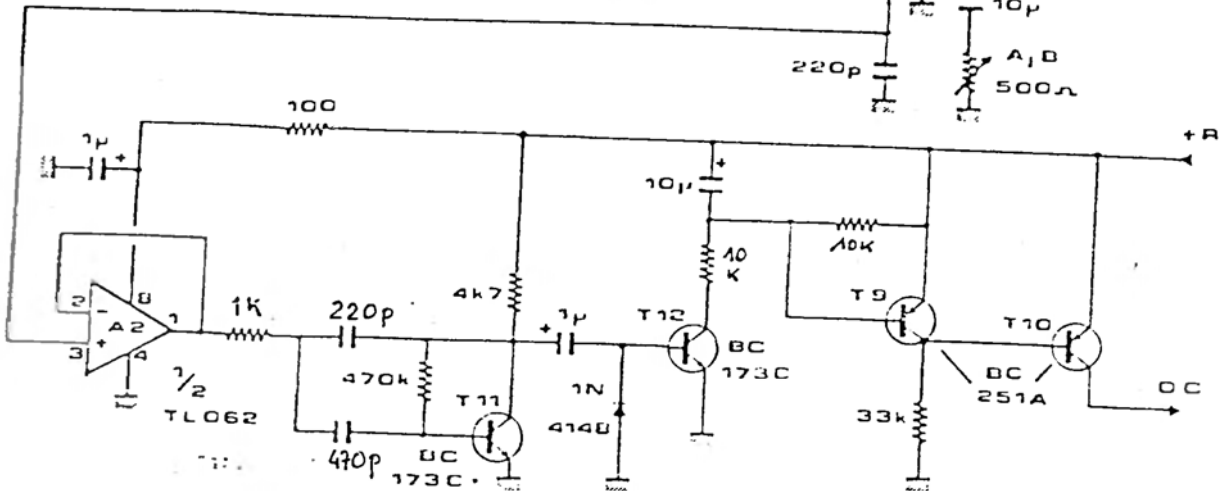 10µ
220p
A,B
500Ω
100
+B
1µ
+
+
10µ
10K
10
K
4k7
2
-
8
A2
1
3
+
4
1K
220p
+
1µ
T12
T9
T10
BC
173C
BC
251A
OC
1/2
TL062
470k
T11
1N
4148
33k
470p
BC
173C